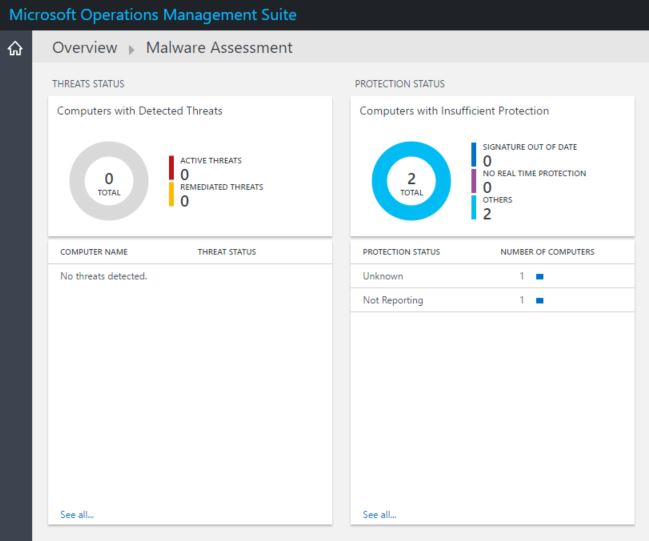 Microsoft Operations Management Suite
Overview ▶ Malware Assessment
THREATS STATUS
Computers with Detected Threats
0
TOTAL
ACTIVE THREATS
0
REMEDIATED THREATS
0
COMPUTER NAME THREAT STATUS
No threats detected.
See all...
PROTECTION STATUS
Computers with Insufficient Protection
2
TOTAL
SIGNATURE OUT OF DATE
0
NO REAL TIME PROTECTION
0
OTHERS
2
PROTECTION STATUS NUMBER OF COMPUTERS
Unknown 1
Not Reporting 1
See all...